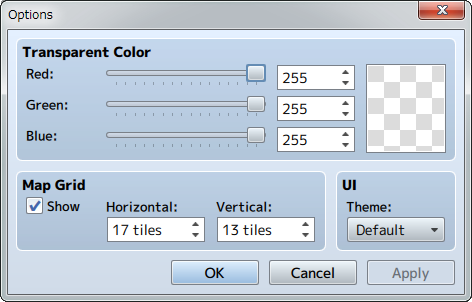 Options
Transparent Color
Red:
255
Green:
255
Blue:
255
Map Grid
Show
Horizontal:
17 tiles
Vertical:
13 tiles
UI
Theme:
Default
OK
Cancel
Apply